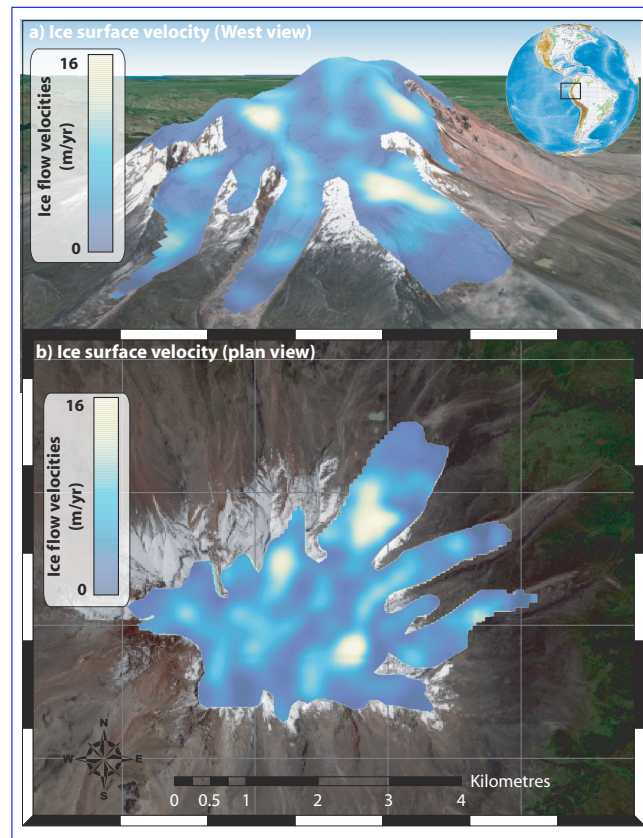 a) Ice surface velocity (West view)
16
Ice flow velocities
(m/yr)
0
b) Ice surface velocity (plan view)
16
Ice flow velocities
(m/yr)
0
N
W E
S
Kilometres
0 0.5 1 2 3 4